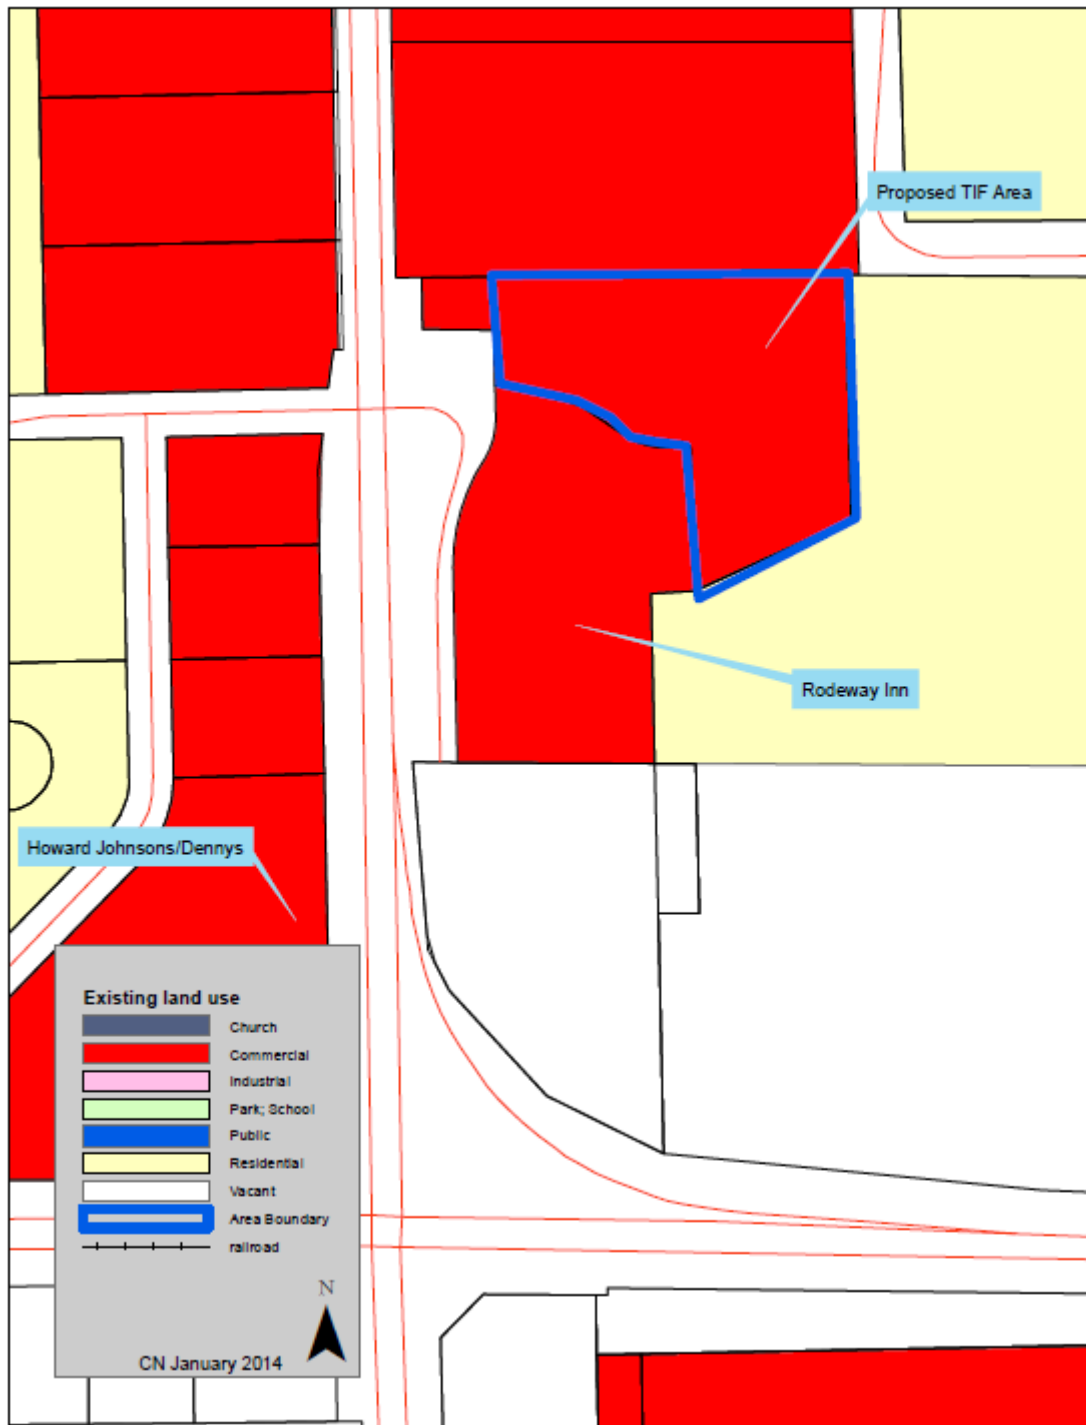 Proposed TIF Area
Rodeway Inn
Howard Johnsons/Dennys
Existing land use
Church
Commercial
Industrial
Park; School
Public
Residential
Vacant
Area Boundary
railroad
N
CN January 2014